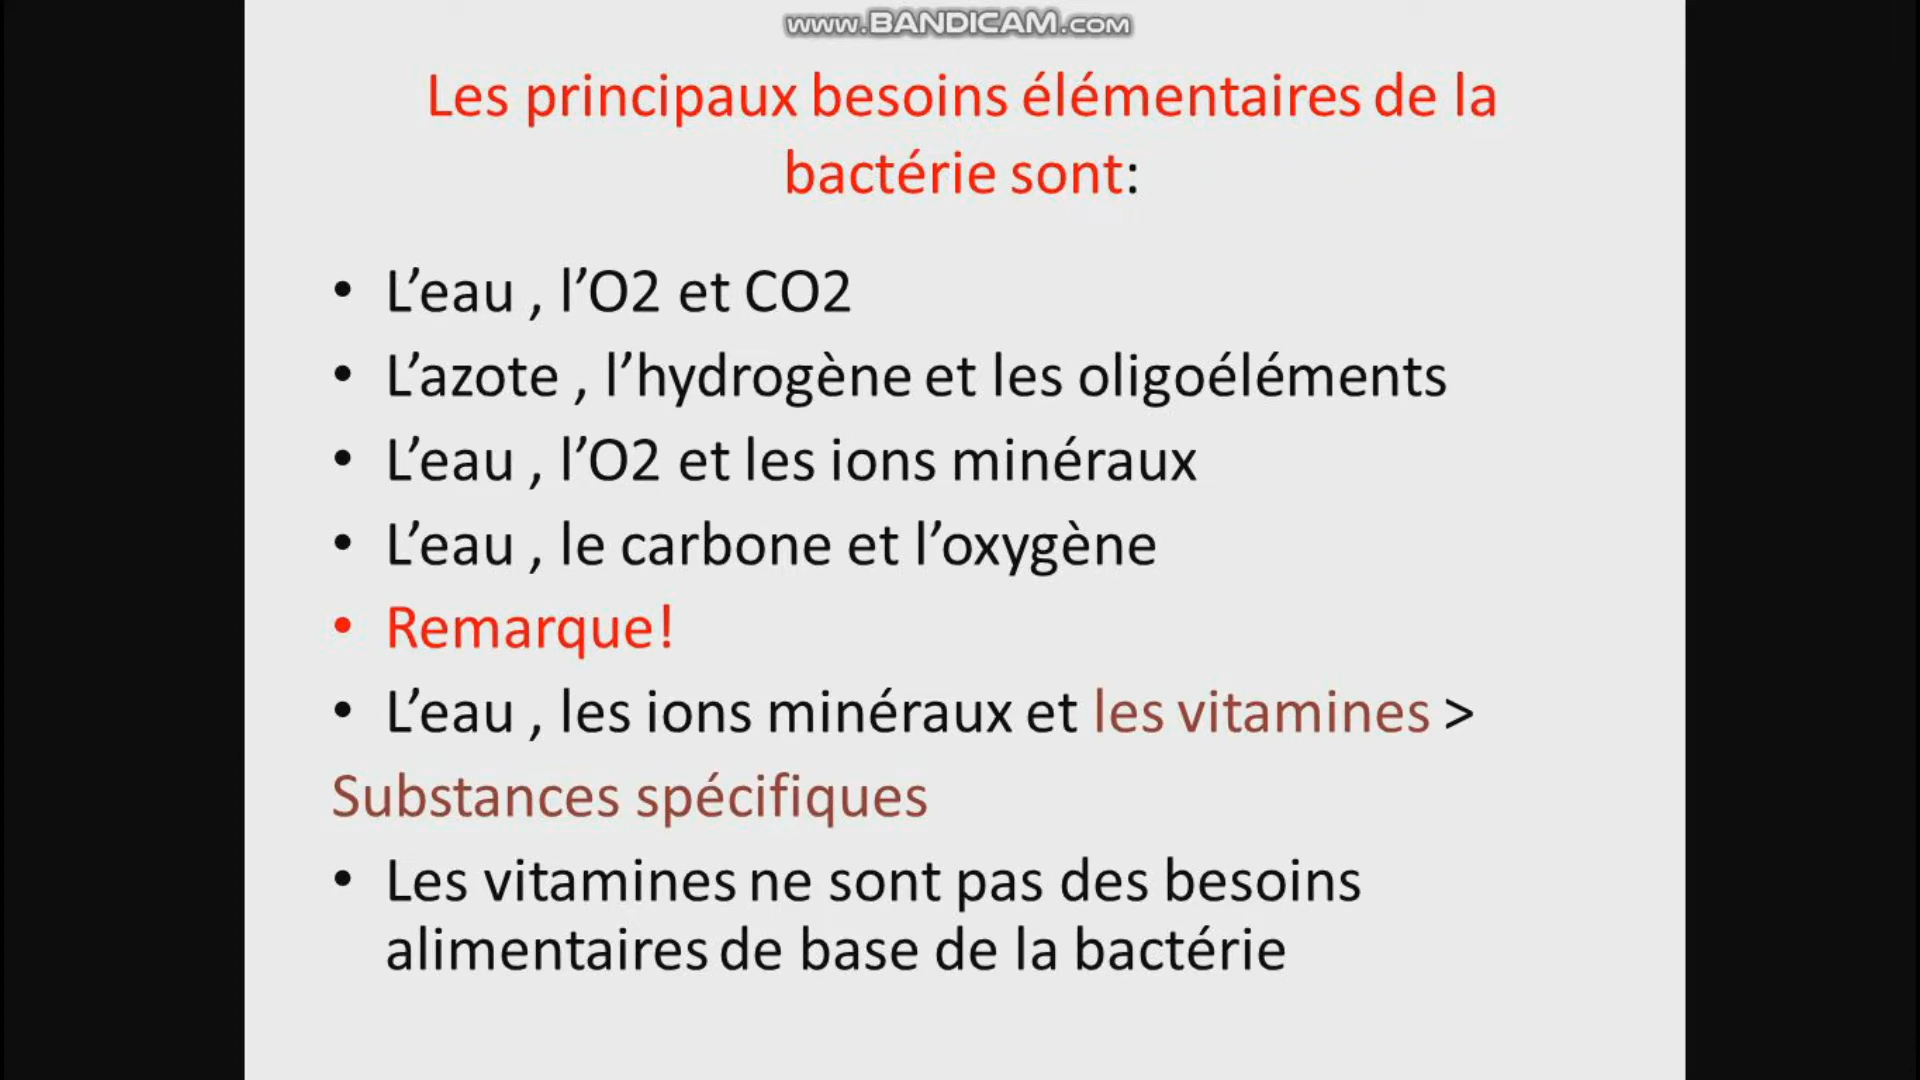 www.BANDICAM.com
Les principaux besoins élémentaires de la
bactérie sont:
• L’eau , l’O2 et CO2
• L’azote , l’hydrogène et les oligoéléments
• L’eau , l’O2 et les ions minéraux
• L’eau , le carbone et l’oxygène
• Remarque!
• L’eau , les ions minéraux et les vitamines >
Substances spécifiques
• Les vitamines ne sont pas des besoins
alimentaires de base de la bactérie